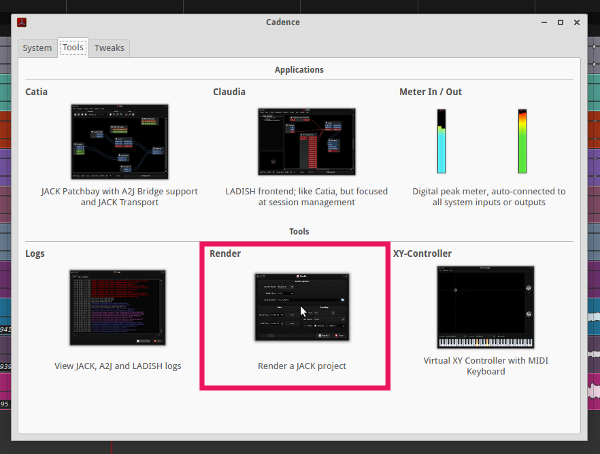 Cadence
System Tools Tweaks
Applications
Catia Claudia Meter In / Out
JACK Patchbay with A2J Bridge support
and JACK Transport
LADISH frontend; like Catia, but focused
at session management
Digital peak meter, auto-connected to
all system inputs or outputs
Tools
Logs Render XY-Controller
View JACK, A2J and LADISH logs
Render a JACK project
Virtual XY Controller with MIDI
Keyboard